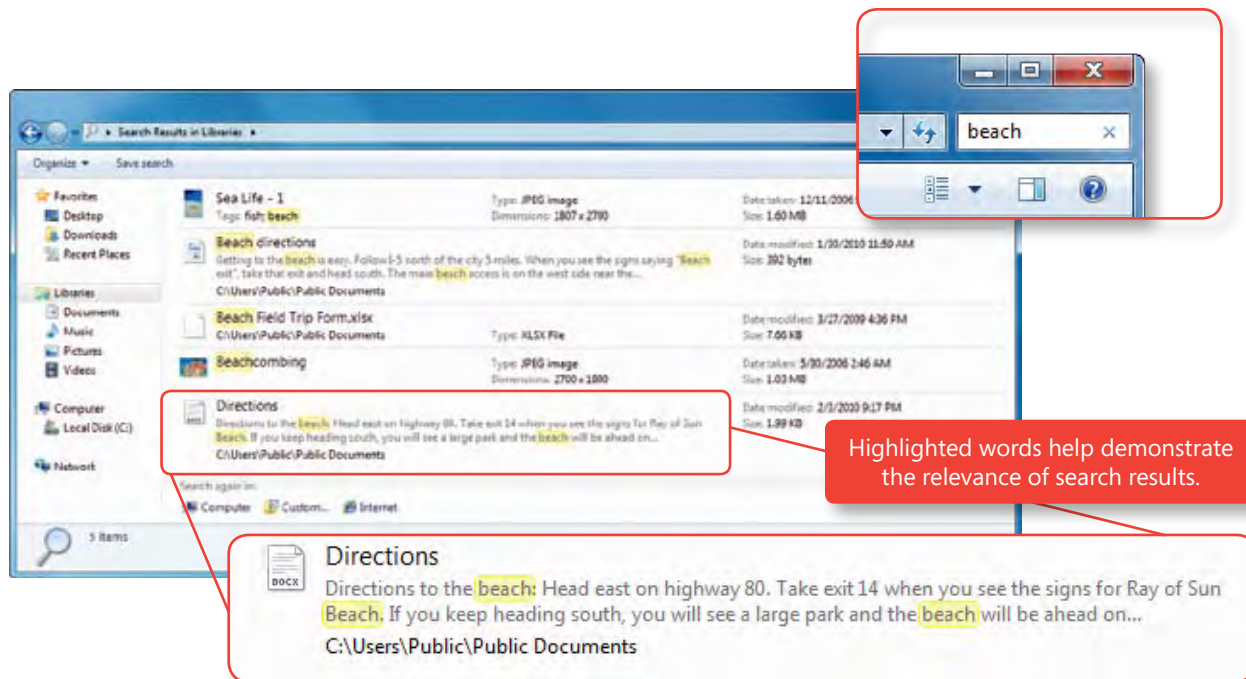 beach
Search Results in Libraries
Organize
Save search
Favorites
Desktop
Downloads
Recent Places
Libraries
Documents
Music
Pictures
Videos
Computer
Local Disk (C:)
Network
Sea Life - 1
Tags: fish; beach
Type: JPEG image
Dimensions: 1807 x 2700
Date taken: 12/11/2006
Size: 1.60 MB
Beach directions
Getting to the beach is easy. Follow I-5 north of the city 5 miles. When you see the signs saying "Beach
exit", take that exit and head south. The main beach access is on the west side near the...
C:\Users\Public\Public Documents
Date modified: 1/30/2010 11:50 AM
Size: 392 bytes
Beach Field Trip Form.xlsx
C:\Users\Public\Public Documents
Type: XLSX File
Date modified: 3/27/2009 4:36 PM
Size: 7.66 KB
Beachcombing
Type: JPEG image
Dimensions: 2700 x 1800
Date taken: 5/30/2006 2:46 AM
Size: 1.03 MB
Directions
Directions to the beach: Head east on highway 80. Take exit 14 when you see the signs for Ray of Sun
Beach. If you keep heading south, you will see a large park and the beach will be ahead on...
C:\Users\Public\Public Documents
Date modified: 2/3/2010 9:17 PM
Size: 1.99 KB
Search again in:
Computer
Custom...
Internet
5 items
Highlighted words help demonstrate
the relevance of search results.
DOCX
Directions
Directions to the beach: Head east on highway 80. Take exit 14 when you see the signs for Ray of Sun
Beach. If you keep heading south, you will see a large park and the beach will be ahead on...
C:\Users\Public\Public Documents